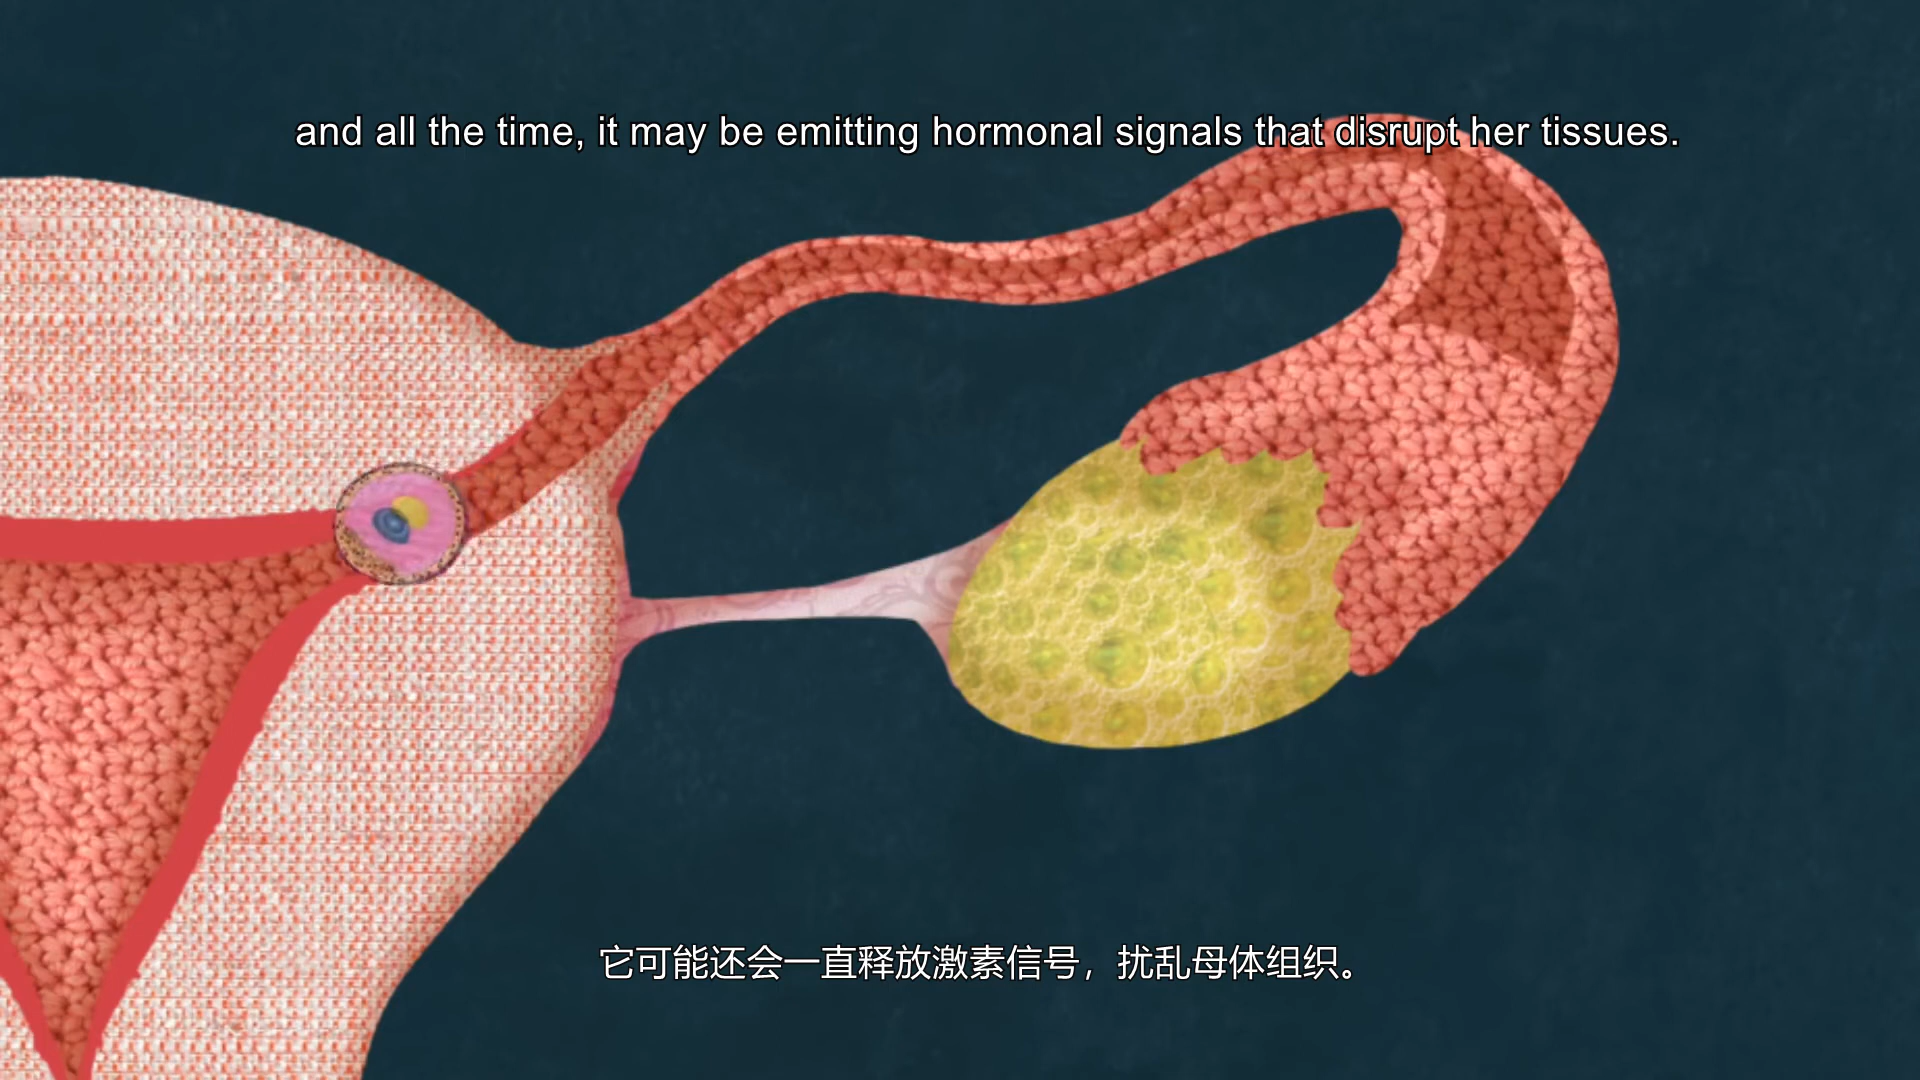 and all the time, it may be emitting hormonal signals that disrupt her tissues.
它可能还会一直释放激素信号，扰乱母体组织。